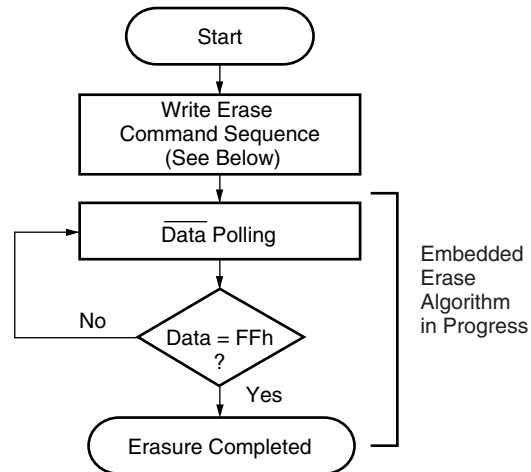 Start
Write Erase
Command Sequence
(See Below)
Data Polling
Embedded
Erase
Algorithm
in Progress
No
Data = FFh
?
Yes
Erasure Completed